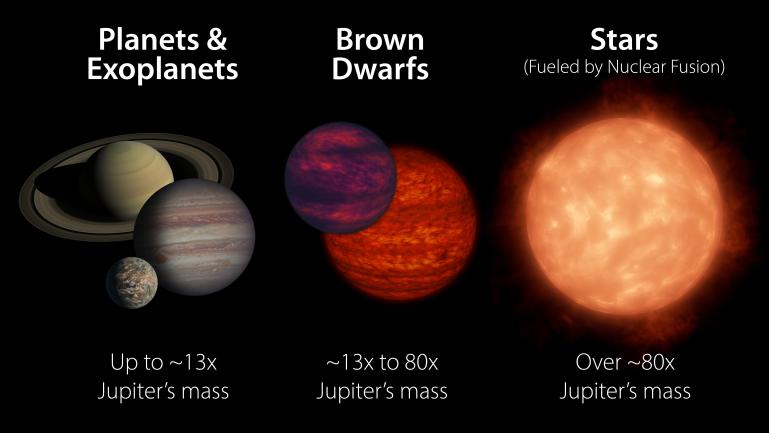 Planets &
Exoplanets
Up to ~13x
Jupiter's mass
Brown
Dwarfs
~13x to 80x
Jupiter's mass
Stars
(Fueled by Nuclear Fusion)
Over ~80x
Jupiter's mass